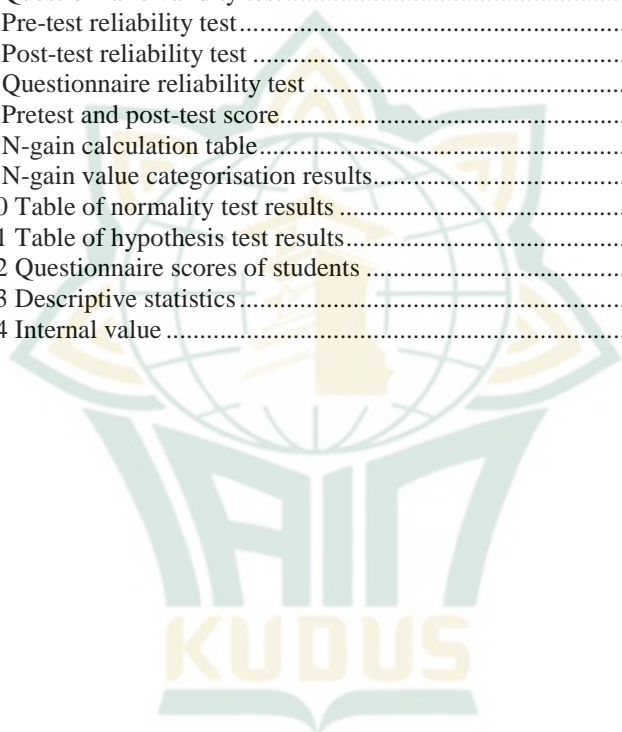 Pre-test reliability test
Post-test reliability test
Questionnaire reliability test
Pretest and post-test score
N-gain calculation table
N-gain value categorisation results
0 Table of normality test results
1 Table of hypothesis test results
2 Questionnaire scores of students
3 Descriptive statistics
4 Internal value
IAIN
KUDUS